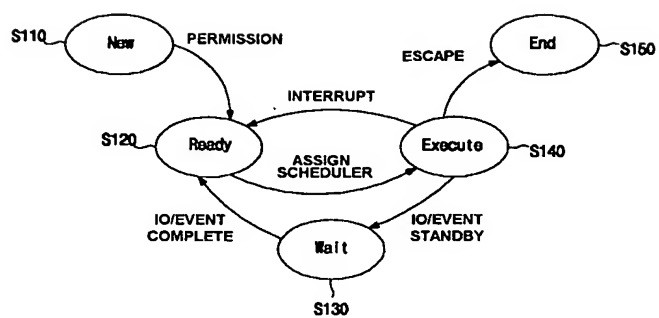 S110
New
PERMISSION
End
S150
ESCAPE
INTERRUPT
S120
Ready
Execute
S140
ASSIGN
SCHEDULER
IO/EVENT
COMPLETE
IO/EVENT
STANDBY
Wait
S130